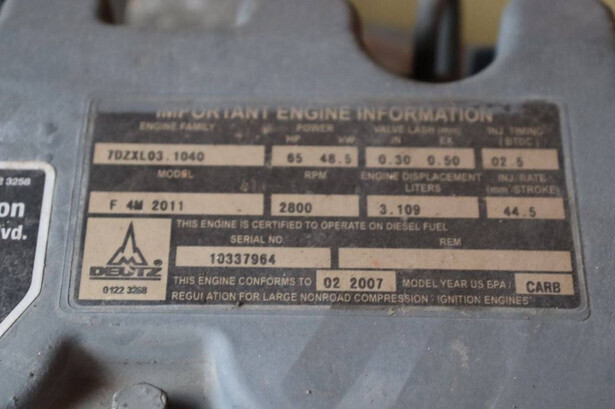 IMPORTANT ENGINE INFORMATION
ENGINE FAMILY POWER VALVE LASH (mm) INJ. TIMING
HP kW IN EX (BTDC)
7DZXL03.1040 65 48.5 0.30 0.50 02.5
MODEL RPM ENGINE DISPLACEMENT INJ.RATE
LITERS (mm /STROKE)
F 4M 2011 2800 3.109 44.5
THIS ENGINE IS CERTIFIED TO OPERATE ON DIESEL FUEL
SERIAL NO. REM
10337964
DEUTZ
0122 3258
THIS ENGINE CONFORMS TO 02 2007 MODEL YEAR US EPA / CARB
REGULATION FOR LARGE NONROAD COMPRESSION - IGNITION ENGINES
2 3258
on
vd.